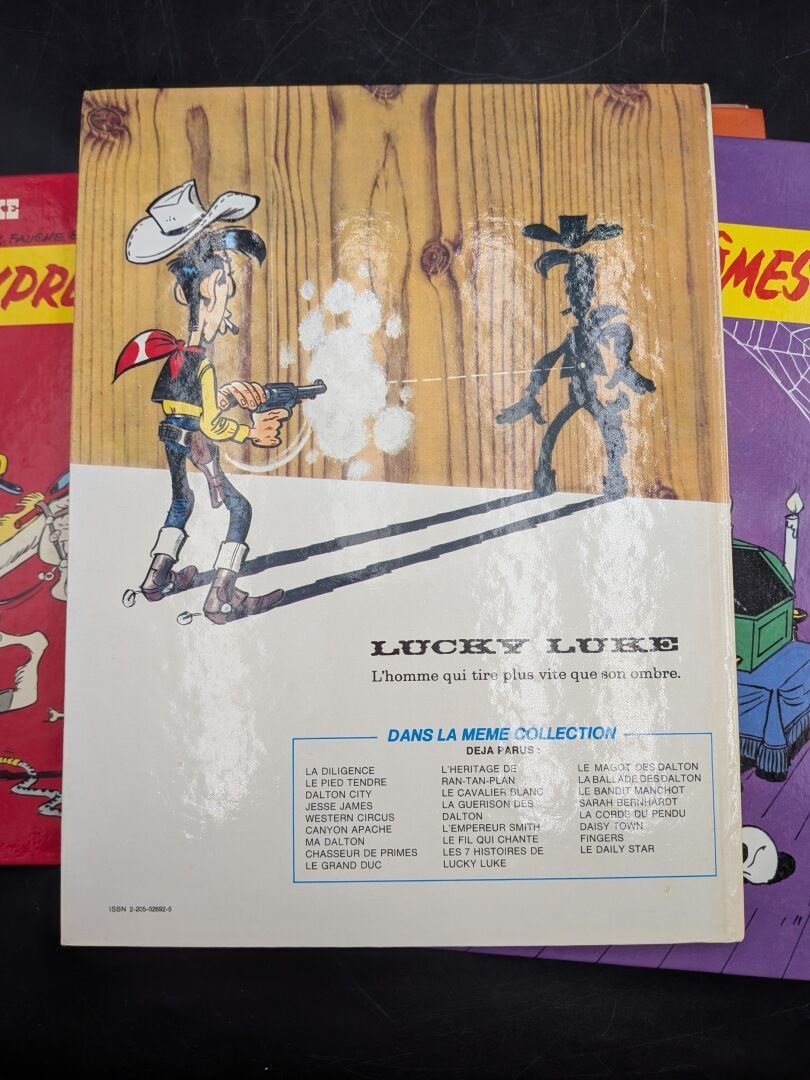 KE
FAUCHE &
YPRE
ÔMES
LUCKY LUKE
L'homme qui tire plus vite que son ombre.
DANS LA MEME COLLECTION
DEJA PARUS :
LA DILIGENCE
LE PIED TENDRE
DALTON CITY
JESSE JAMES
WESTERN CIRCUS
CANYON APACHE
MA DALTON
CHASSEUR DE PRIMES
LE GRAND DUC
L'HERITAGE DE
RAN-TAN-PLAN
LE CAVALIER BLANC
LA GUERISON DES
DALTON
L'EMPEREUR SMITH
LE FIL QUI CHANTE
LES 7 HISTOIRES DE
LUCKY LUKE
LE MAGOT DES DALTON
LA BALLADE DES DALTON
LE BANDIT MANCHOT
SARAH BERNHARDT
LA CORDE DU PENDU
DAISY TOWN
FINGERS
LE DAILY STAR
ISBN 2-205-02692-5